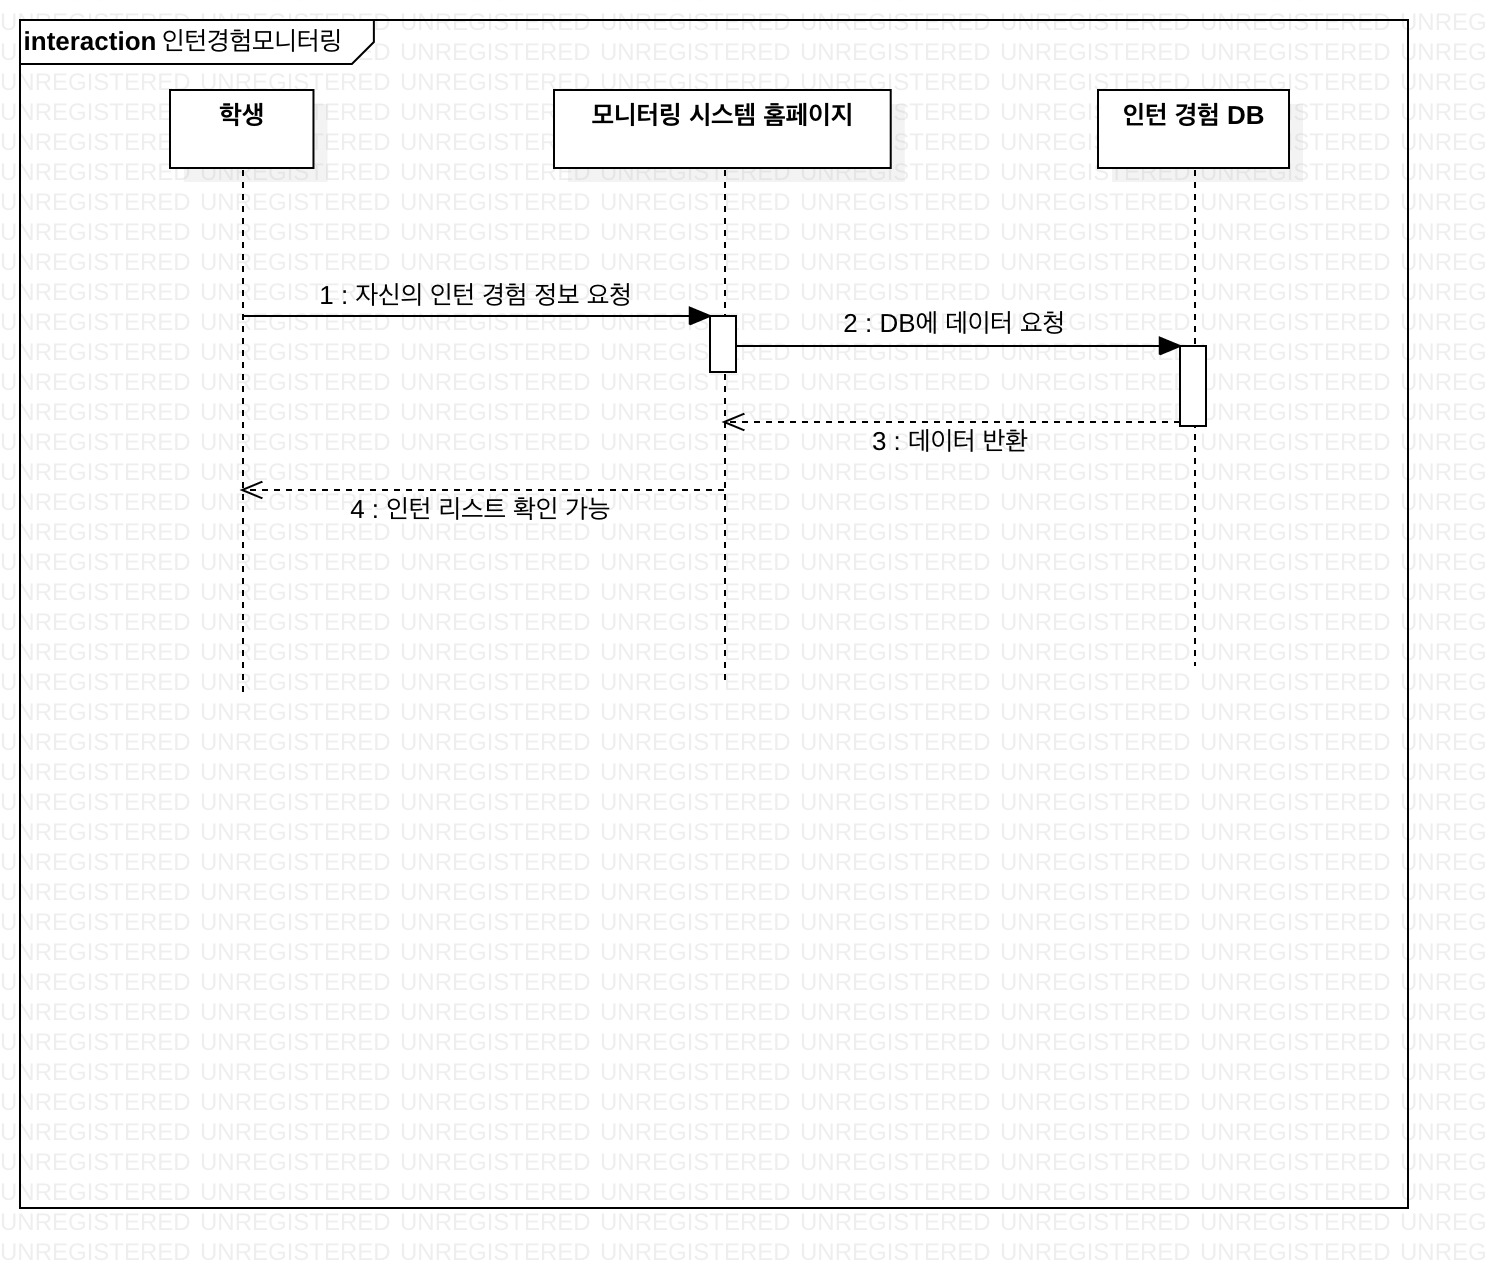 interaction 인턴경험모니터링
학생
모니터링 시스템 홈페이지
인턴 경험 DB
1 : 자신의 인턴 경험 정보 요청
2 : DB에 데이터 요청
3 : 데이터 반환
4 : 인턴 리스트 확인 가능
UNREGISTERED